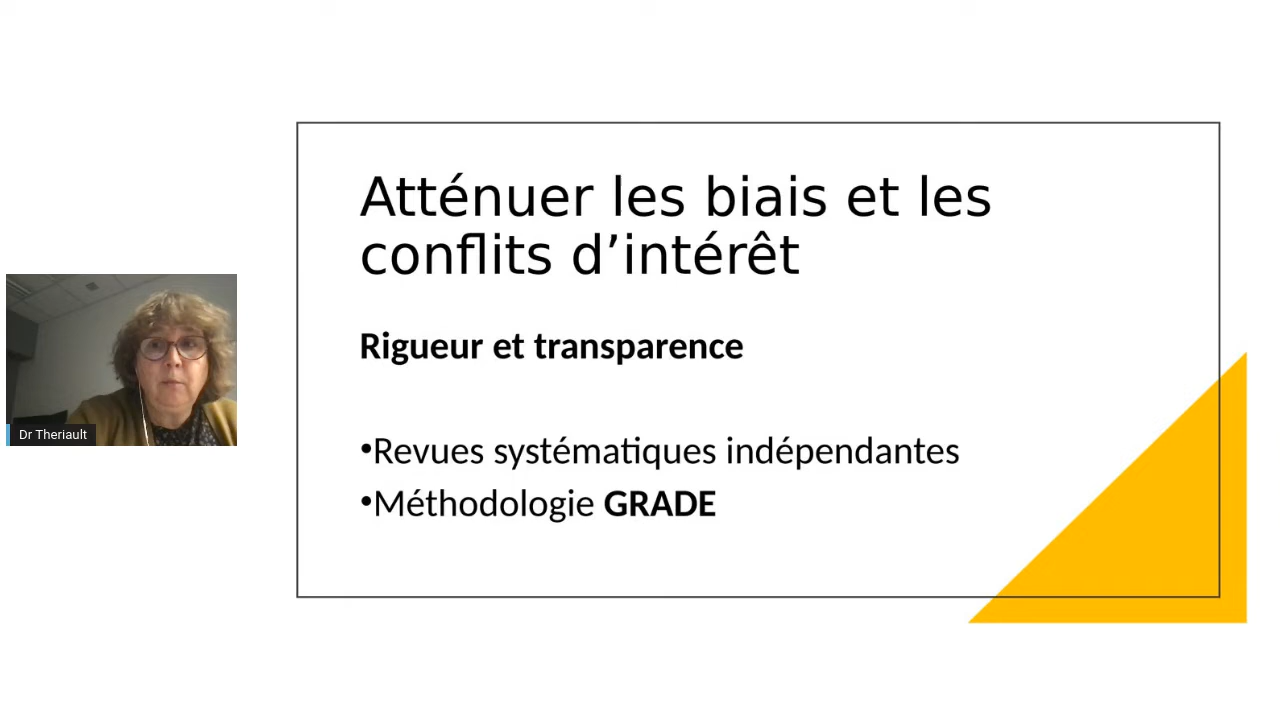 Atténuer les biais et les
conflits d’intérêt
Rigueur et transparence
•Revues systématiques indépendantes
•Méthodologie GRADE
Dr Theriault